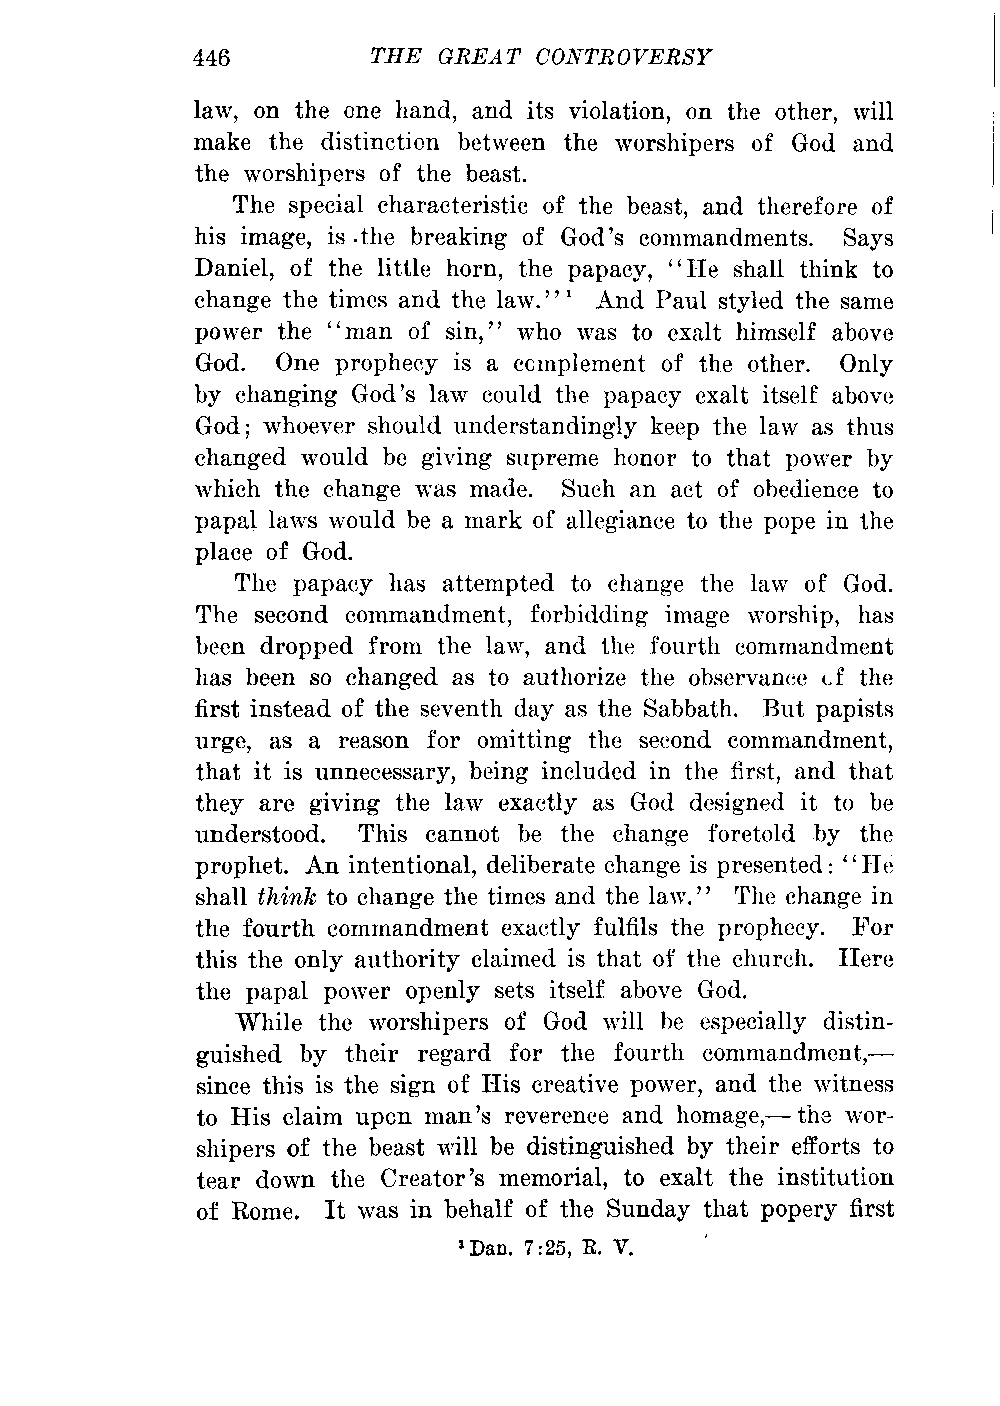 446 THE GREAT CONTROVERSY
law, on the one hand, and its violation, on the other, will
make the distinction between the worshipers of God and
the worshipers of the beast.
The special characteristic of the beast, and therefore of
his image, is the breaking of God's commandments. Says
Daniel, of the little horn, the papacy, "He shall think to
change the times and the law."¹ And Paul styled the same
power the "man of sin," who was to exalt himself above
God. One prophecy is a complement of the other. Only
by changing God's law could the papacy exalt itself above
God; whoever should understandingly keep the law as thus
changed would be giving supreme honor to that power by
which the change was made. Such an act of obedience to
papal laws would be a mark of allegiance to the pope in the
place of God.
The papacy has attempted to change the law of God.
The second commandment, forbidding image worship, has
been dropped from the law, and the fourth commandment
has been so changed as to authorize the observance of the
first instead of the seventh day as the Sabbath. But papists
urge, as a reason for omitting the second commandment,
that it is unnecessary, being included in the first, and that
they are giving the law exactly as God designed it to be
understood. This cannot be the change foretold by the
prophet. An intentional, deliberate change is presented: "He
shall think to change the times and the law." The change in
the fourth commandment exactly fulfils the prophecy. For
this the only authority claimed is that of the church. Here
the papal power openly sets itself above God.
While the worshipers of God will be especially distin-
guished by their regard for the fourth commandment,—
since this is the sign of His creative power, and the witness
to His claim upon man's reverence and homage,— the wor-
shipers of the beast will be distinguished by their efforts to
tear down the Creator's memorial, to exalt the institution
of Rome. It was in behalf of the Sunday that popery first
¹ Dan. 7:25, R. V.